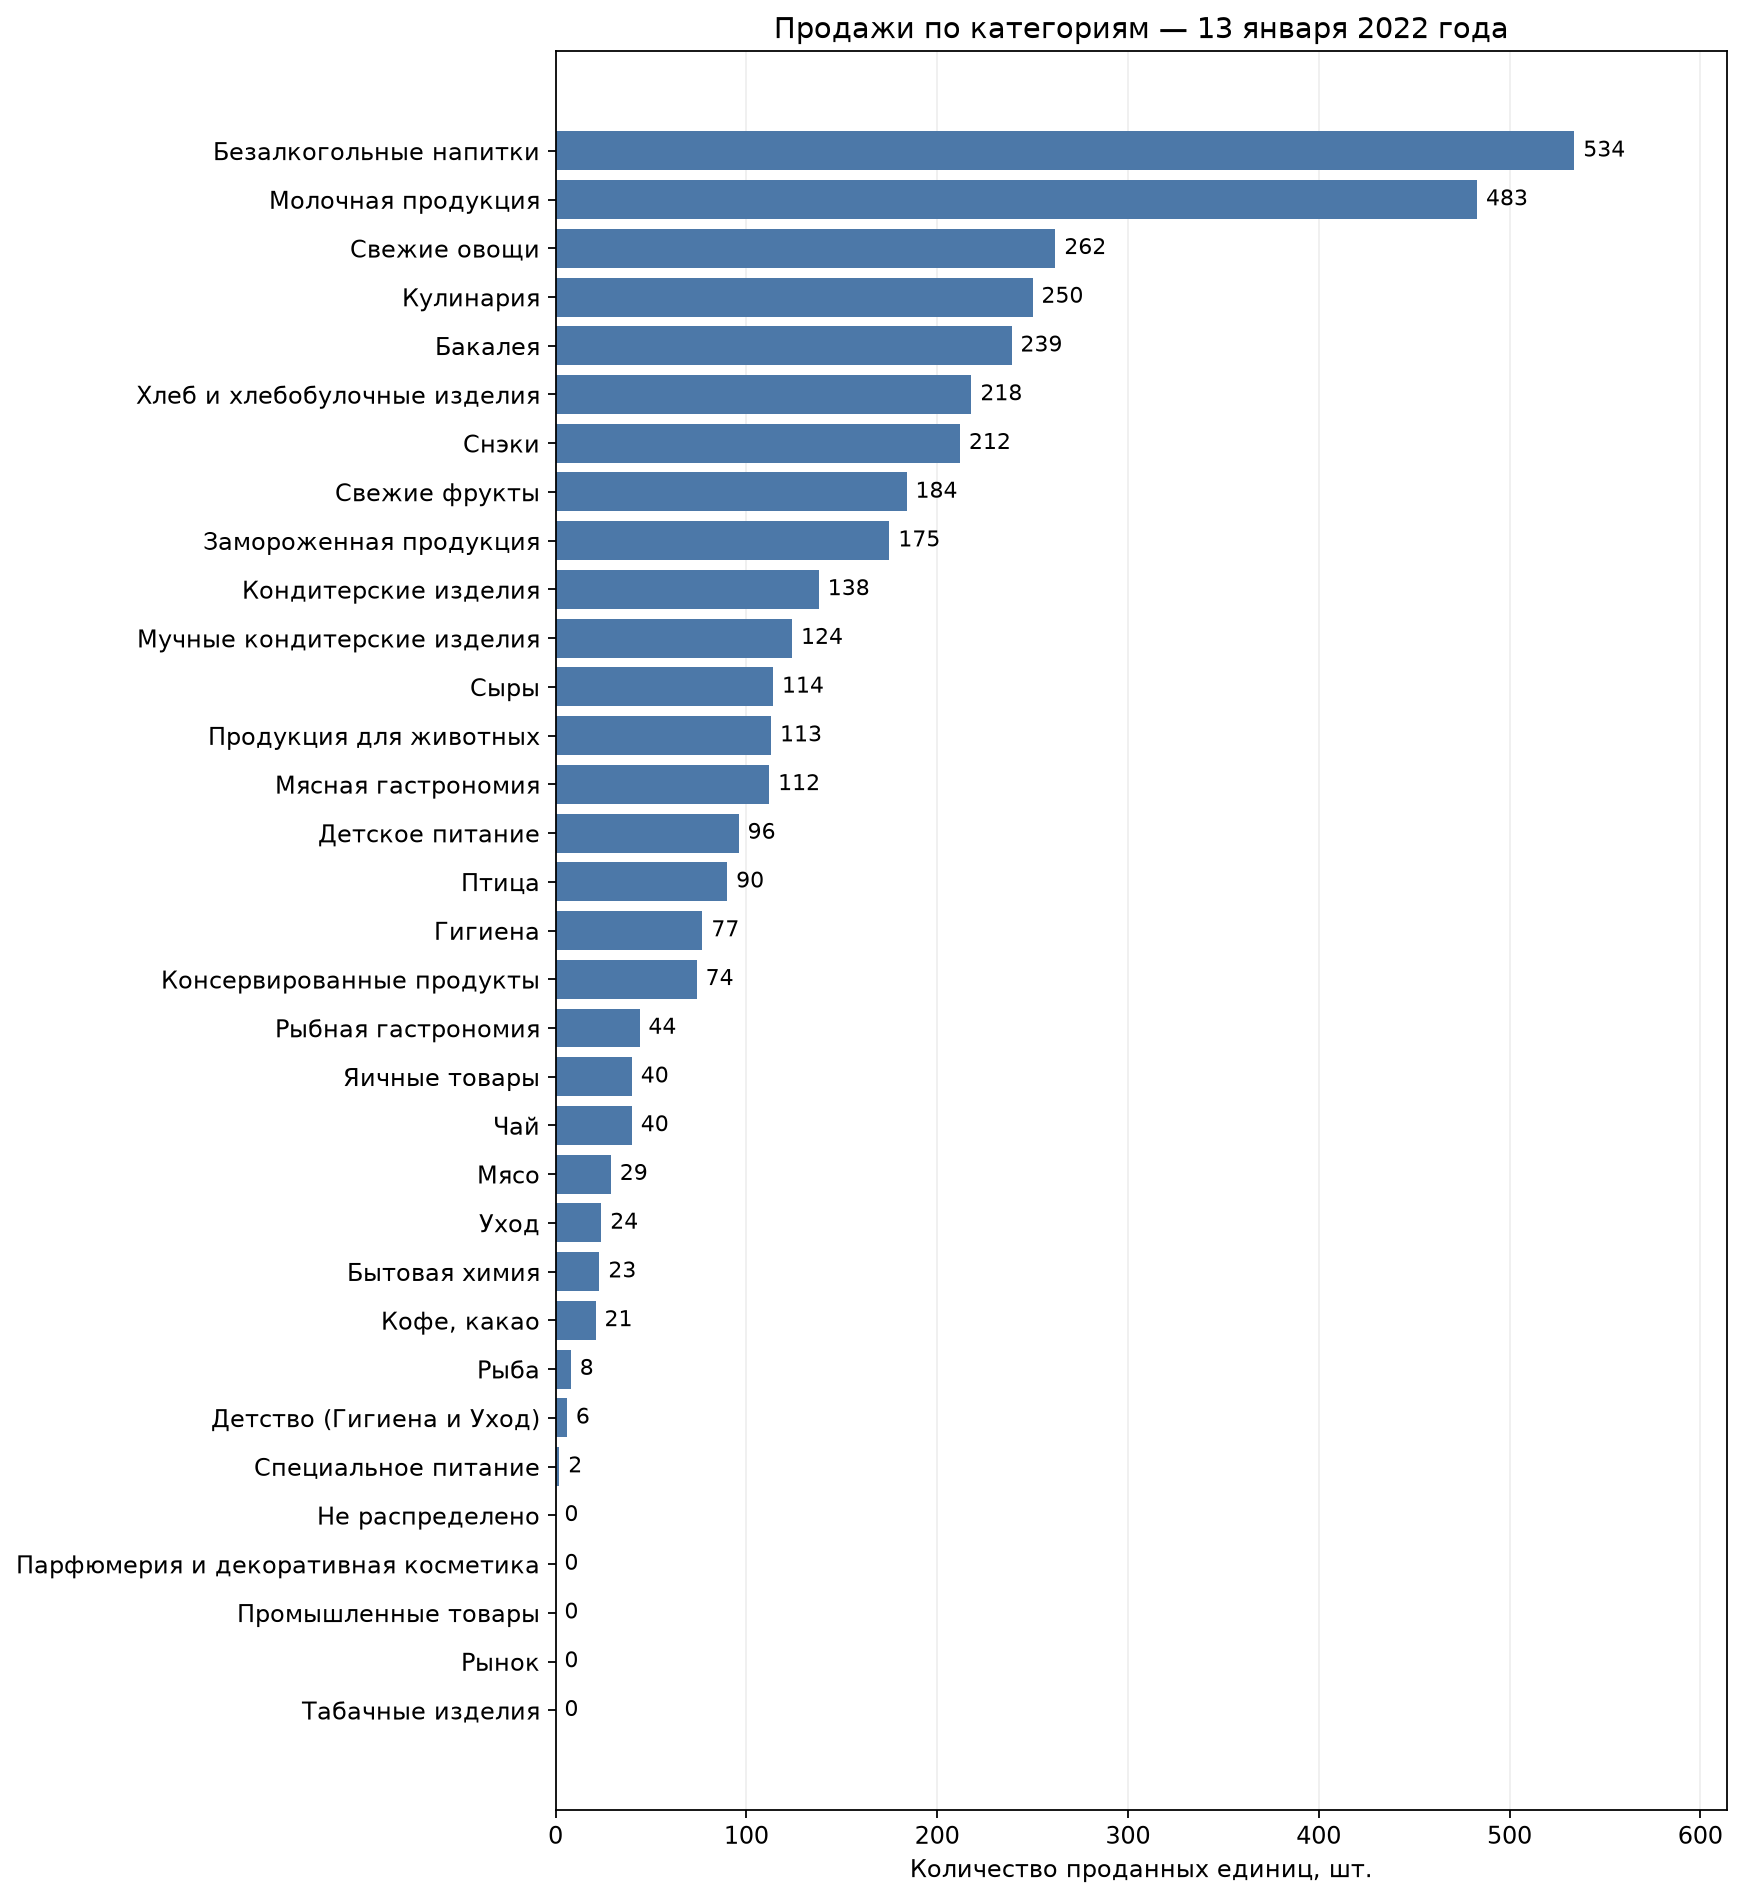 Продажи по категориям — 13 января 2022 года
Безалкогольные напитки 534
Молочная продукция 483
Свежие овощи 262
Кулинария 250
Бакалея 239
Хлеб и хлебобулочные изделия 218
Снэки 212
Свежие фрукты 184
Замороженная продукция 175
Кондитерские изделия 138
Мучные кондитерские изделия 124
Сыры 114
Продукция для животных 113
Мясная гастрономия 112
Детское питание 96
Птица 90
Гигиена 77
Консервированные продукты 74
Рыбная гастрономия 44
Яичные товары 40
Чай 40
Мясо 29
Уход 24
Бытовая химия 23
Кофе, какао 21
Рыба 8
Детство (Гигиена и Уход) 6
Специальное питание 2
Не распределено 0
Парфюмерия и декоративная косметика 0
Промышленные товары 0
Рынок 0
Табачные изделия 0
0 100 200 300 400 500 600
Количество проданных единиц, шт.